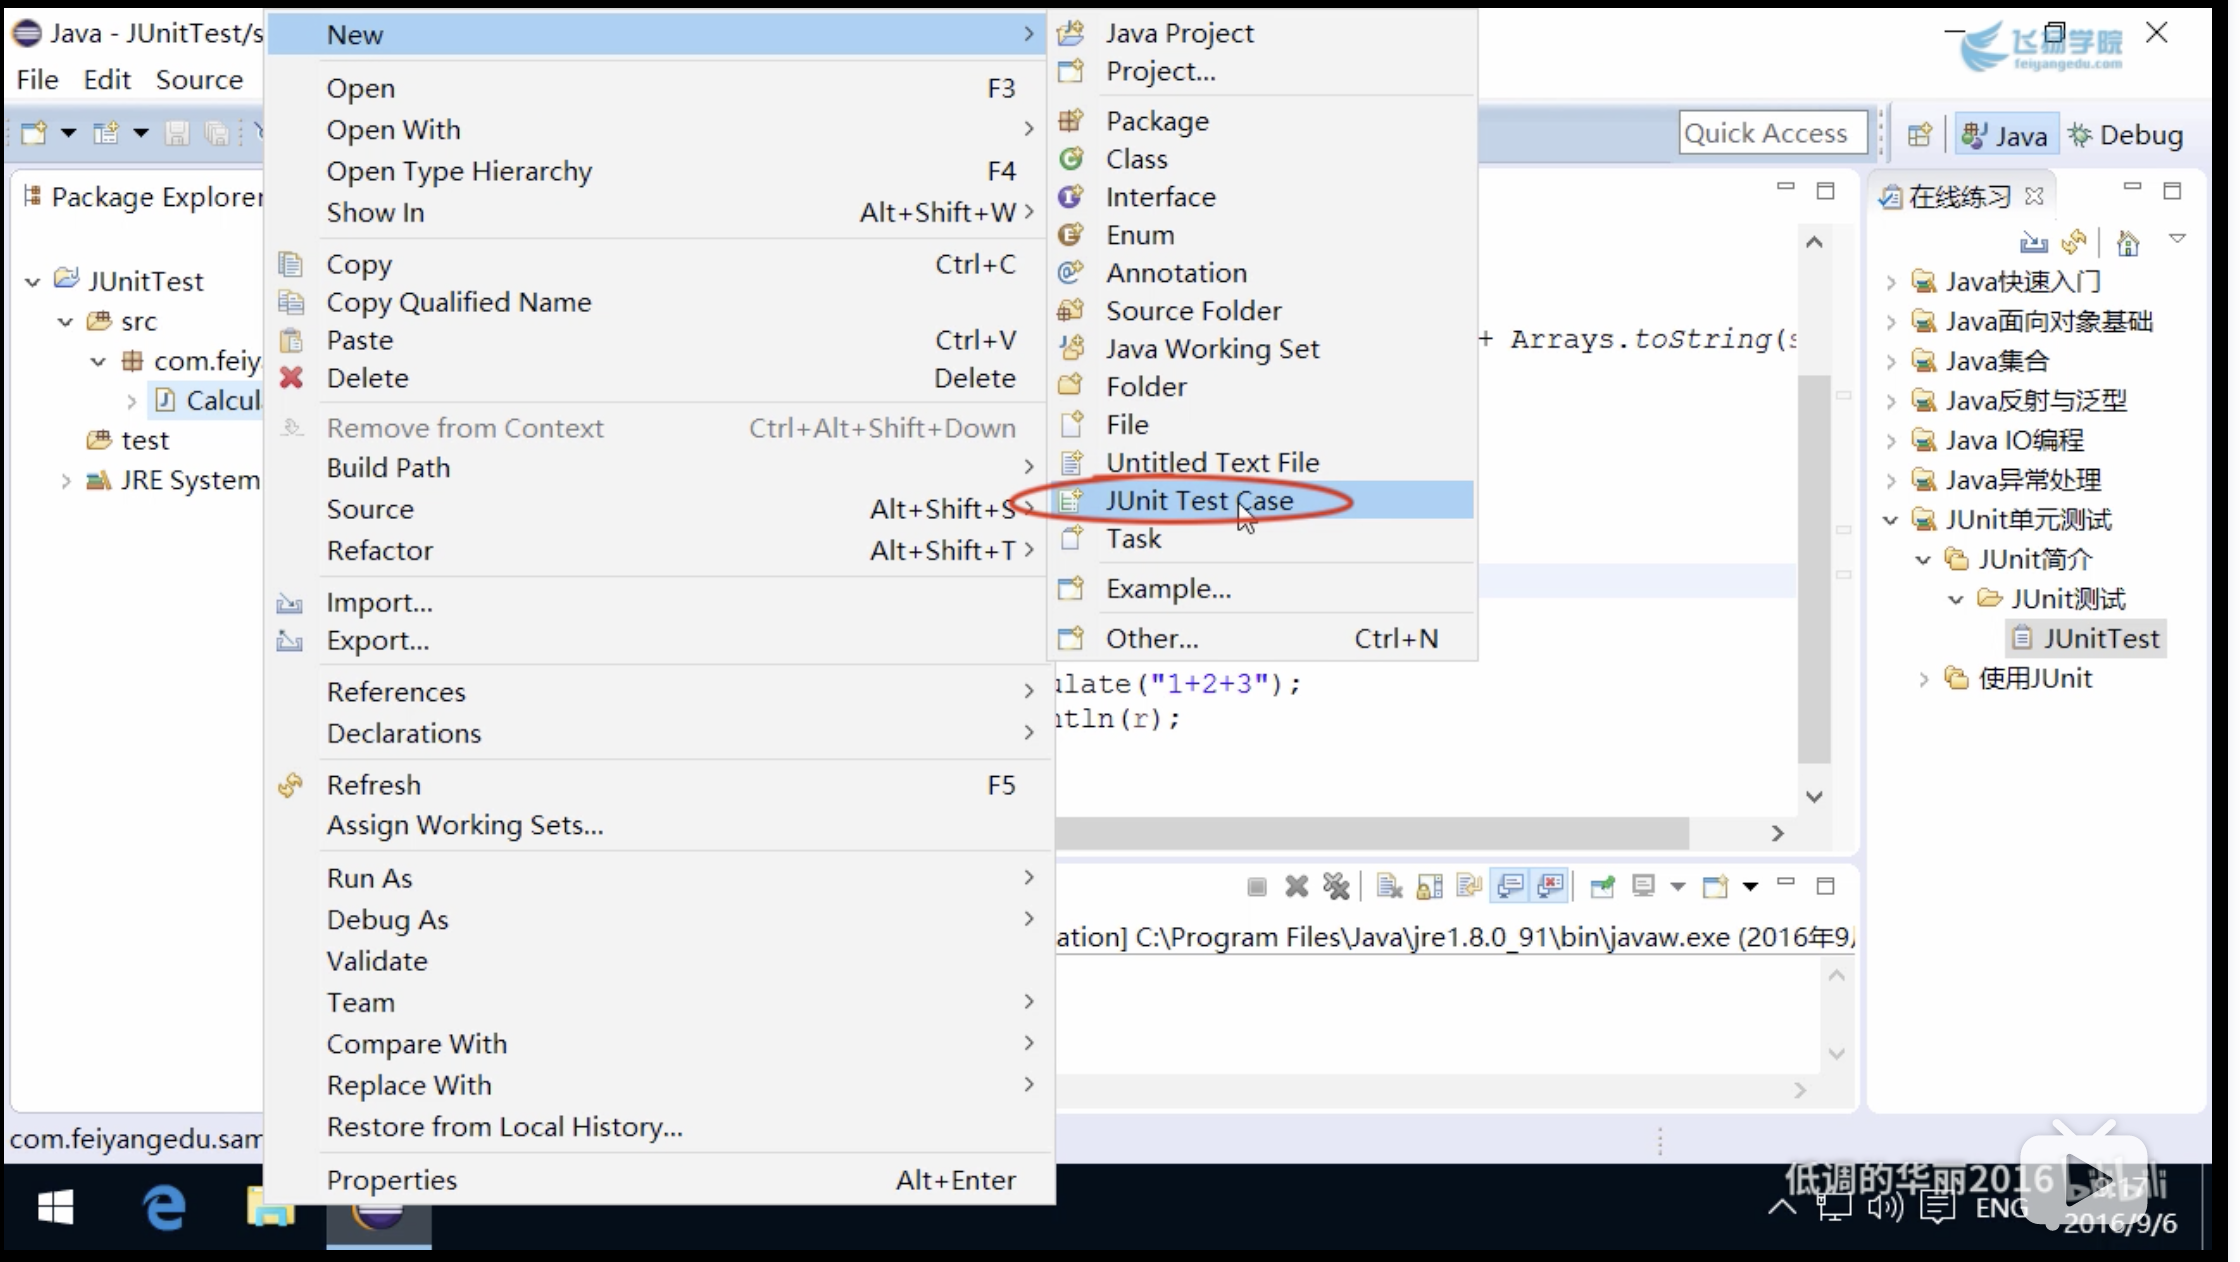 Java - JUnitTest/s
File Edit Source
Quick Access
Java
Debug
飞扬学院
feiyangedu.com
Package Explorer
JUnitTest
src
com.feiy
Calcul
test
JRE System
New
Open F3
Open With
Open Type Hierarchy F4
Show In Alt+Shift+W
Copy Ctrl+C
Copy Qualified Name
Paste Ctrl+V
Delete Delete
Remove from Context Ctrl+Alt+Shift+Down
Build Path
Source Alt+Shift+S
Refactor Alt+Shift+T
Import...
Export...
References
Declarations
Refresh F5
Assign Working Sets...
Run As
Debug As
Validate
Team
Compare With
Replace With
Restore from Local History...
Properties Alt+Enter
Java Project
Project...
Package
Class
Interface
Enum
Annotation
Source Folder
Java Working Set
Folder
File
Untitled Text File
JUnit Test Case
Task
Example...
Other... Ctrl+N
+ Arrays.toString(s
ulate("1+2+3");
ntln(r);
ation] C:\Program Files\Java\jre1.8.0_91\bin\javaw.exe (2016年9月
在线练习
Java快速入门
Java面向对象基础
Java集合
Java反射与泛型
Java IO编程
Java异常处理
JUnit单元测试
JUnit简介
JUnit测试
JUnitTest
使用JUnit
com.feiyangedu.sam
低调的华丽2016 bilibili
ENG
2016/9/6